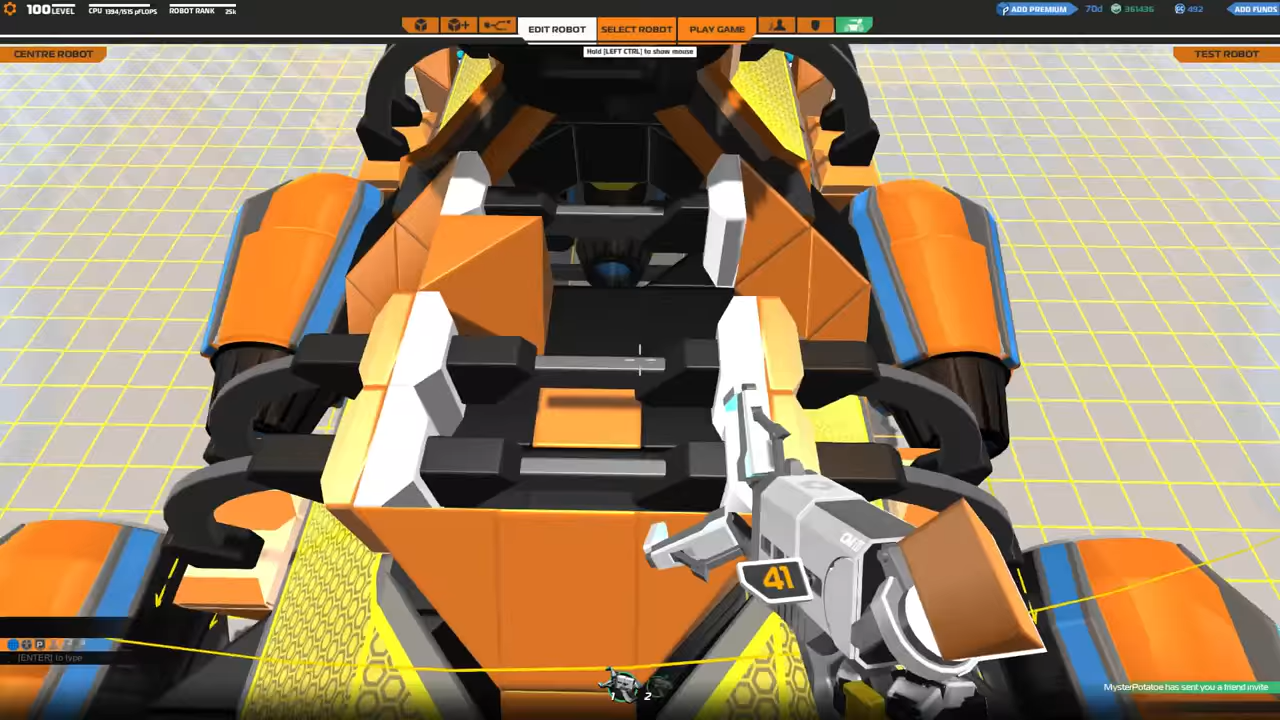 100 LEVEL
CPU 1394/1515 pFLOPS
ROBOT RANK 25k
EDIT ROBOT
SELECT ROBOT
PLAY GAME
ADD PREMIUM
70d
361436
492
ADD FUNDS
CENTRE ROBOT
Hold [LEFT CTRL] to show mouse
TEST ROBOT
41
[ENTER] to type
1
2
MysterPotatoe has sent you a friend invite